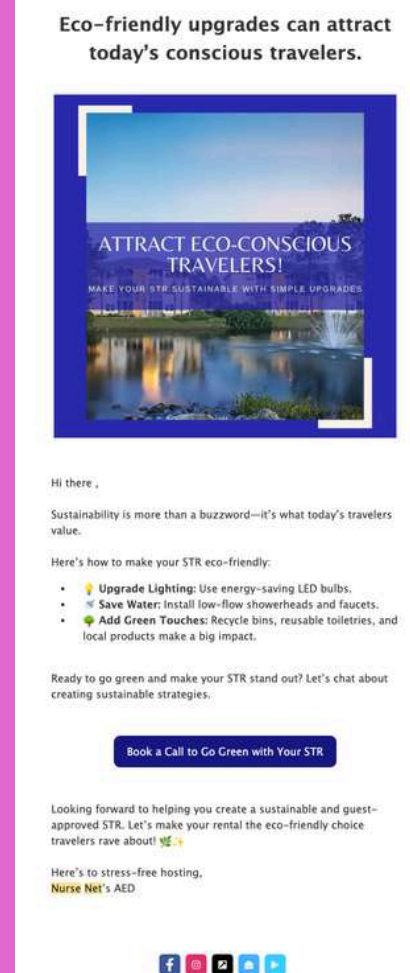 Eco-friendly upgrades can attract
today's conscious travelers.
ATTRACT ECO-CONSCIOUS
TRAVELERS!
MAKE YOUR STR SUSTAINABLE WITH SIMPLE UPGRADES
Hi there ,
Sustainability is more than a buzzword—it's what today's travelers
value.
Here's how to make your STR eco-friendly:
• 💡 Upgrade Lighting: Use energy-saving LED bulbs.
• 🚿 Save Water: Install low-flow showerheads and faucets.
• 🌳 Add Green Touches: Recycle bins, reusable toiletries, and
local products make a big impact.
Ready to go green and make your STR stand out? Let's chat about
creating sustainable strategies.
Book a Call to Go Green with Your STR
Looking forward to helping you create a sustainable and guest-
approved STR. Let's make your rental the eco-friendly choice
travelers rave about! 🌿✨
Here's to stress-free hosting,
Nurse Net's AED